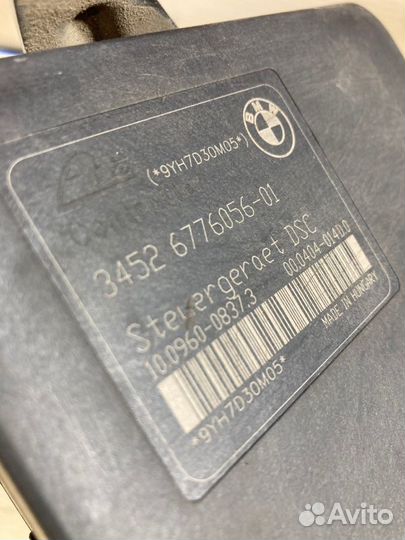 BMW
(*9YH7D30M05*)
3452 6776056-01
Steuergeraet DSC
10.0960-0837.3
00.0404-0140.0
MADE IN HUNGARY
*9YH7D30M05*
Avito